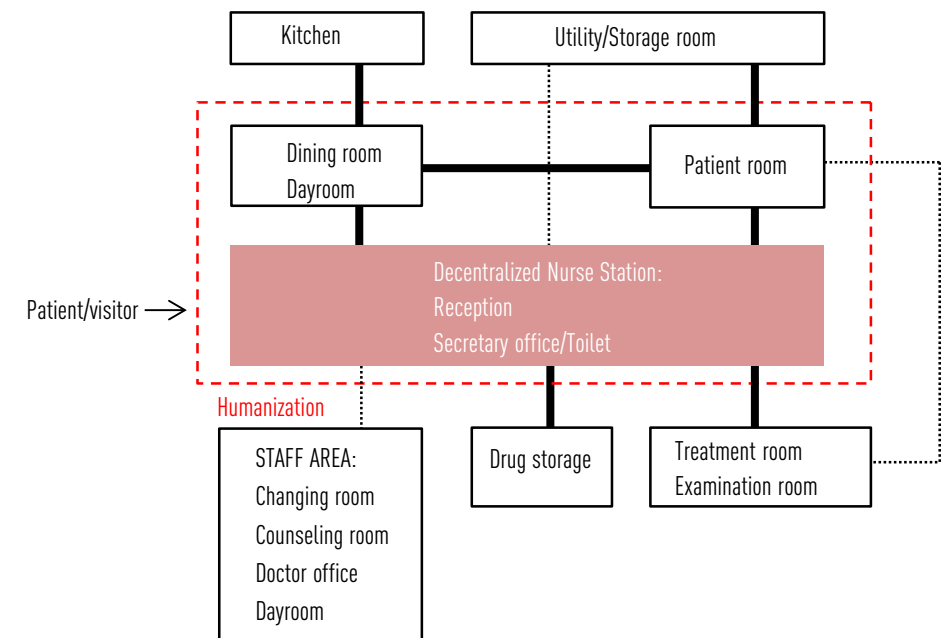 Kitchen
Utility/Storage room
Dining room
Dayroom
Patient room
Decentralized Nurse Station:
Reception
Secretary office/Toilet
Patient/visitor
Humanization
STAFF AREA:
Changing room
Counseling room
Doctor office
Dayroom
Drug storage
Treatment room
Examination room